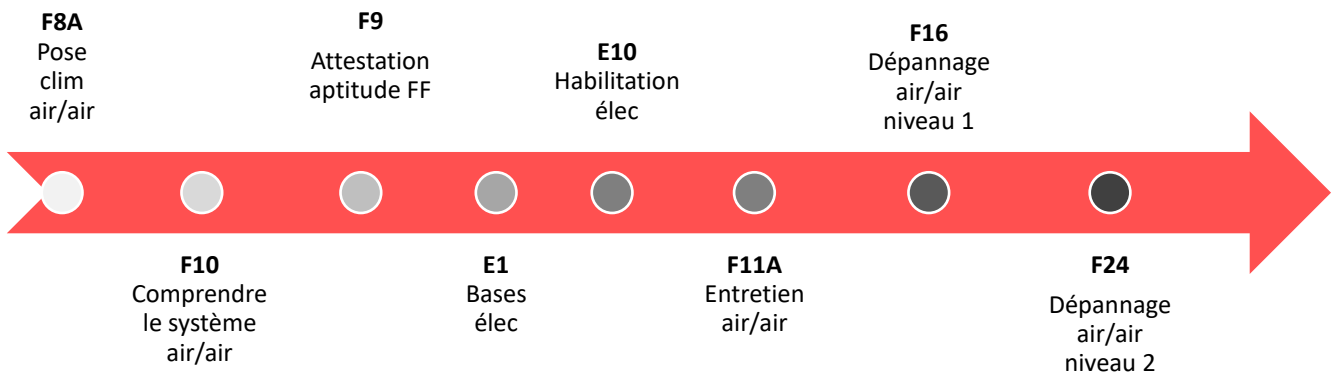 F8A
Pose
clim
air/air
F10
Comprendre
le système
air/air
F9
Attestation
aptitude FF
E1
Bases
élec
E10
Habilitation
élec
F11A
Entretien
air/air
F16
Dépannage
air/air
niveau 1
F24
Dépannage
air/air
niveau 2